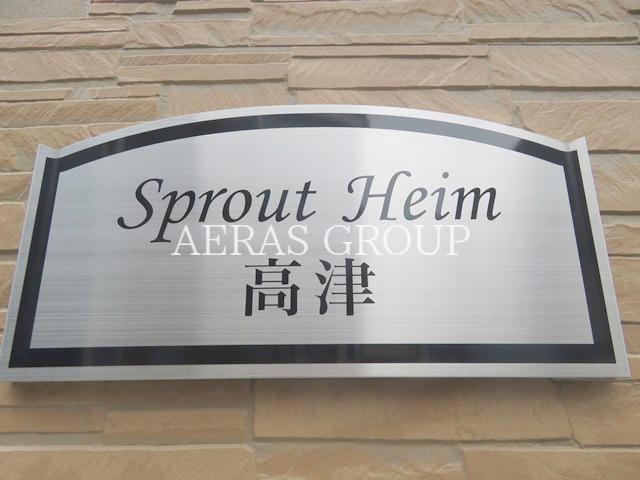 Sprout Heim
AERAS GROUP
高津